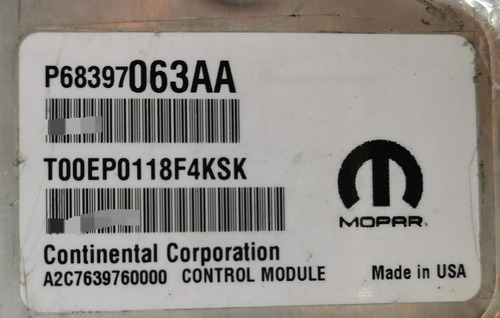 P68397063AA
T00EP0118F4KSK
MOPAR
Continental Corporation
A2C7639760000 CONTROL MODULE Made in USA